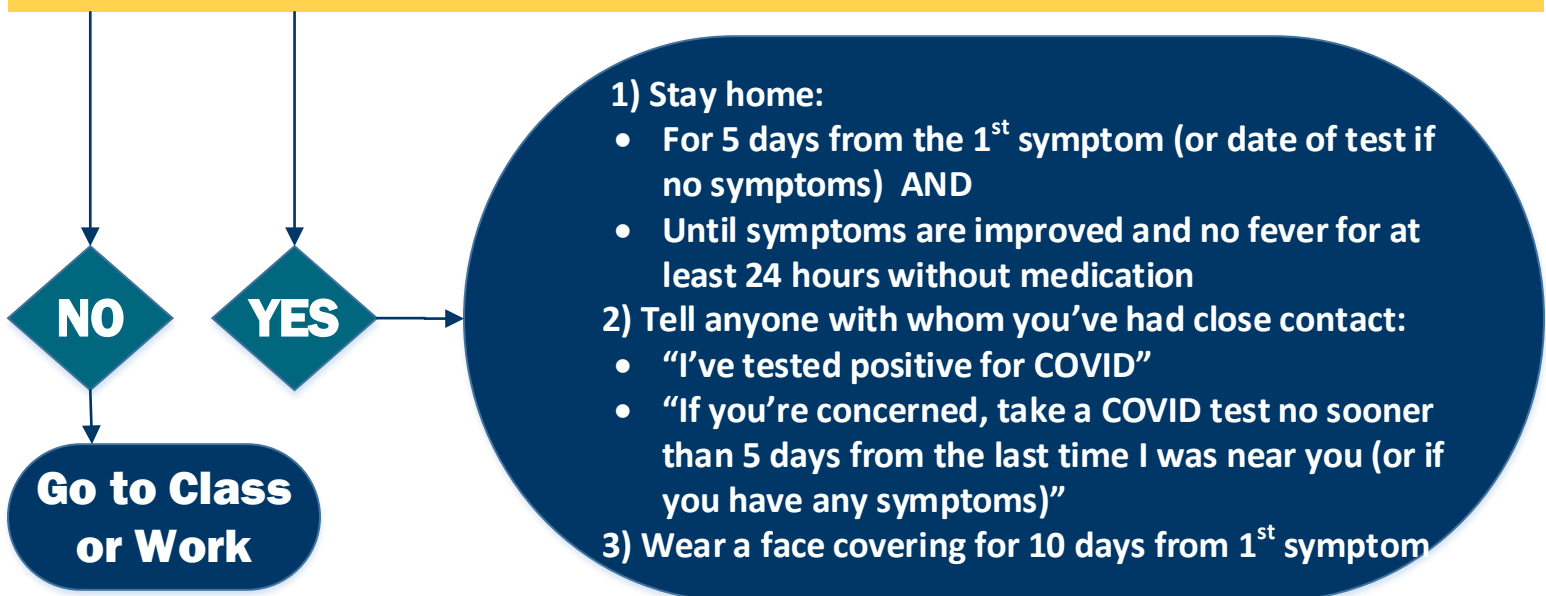 NO
YES
Go to Class
or Work
1) Stay home:
• For 5 days from the 1st symptom (or date of test if
no symptoms) AND
• Until symptoms are improved and no fever for at
least 24 hours without medication
2) Tell anyone with whom you’ve had close contact:
• “I’ve tested positive for COVID”
• “If you’re concerned, take a COVID test no sooner
than 5 days from the last time I was near you (or if
you have any symptoms)”
3) Wear a face covering for 10 days from 1st symptom